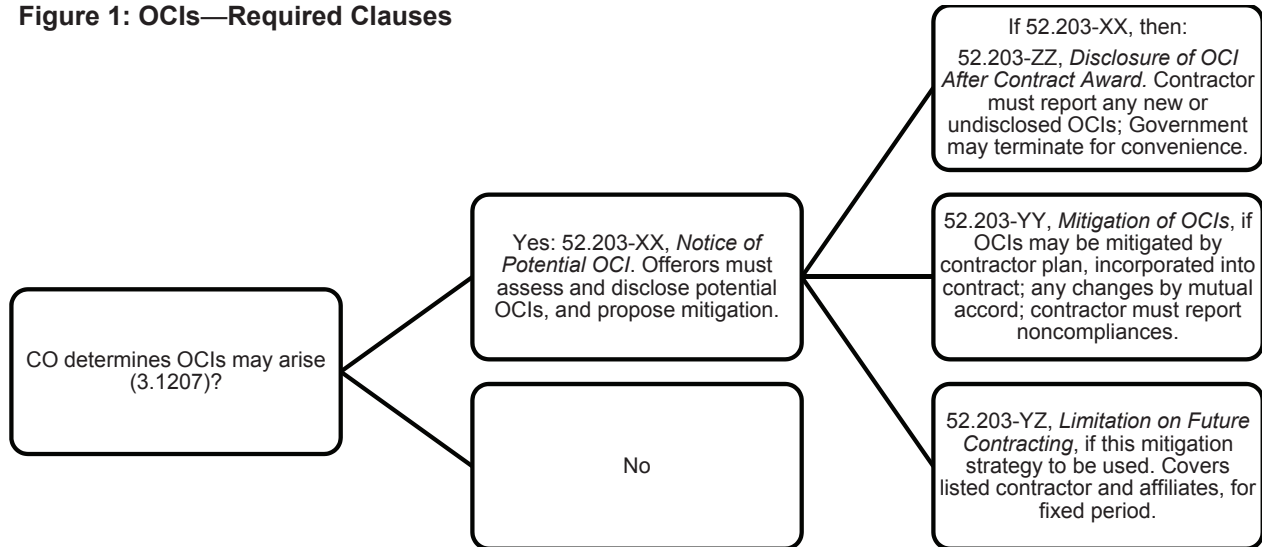 Figure 1: OCIs—Required Clauses
CO determines OCIs may arise
(3.1207)?
Yes: 52.203-XX, Notice of
Potential OCI. Offerors must
assess and disclose potential
OCIs, and propose mitigation.
No
If 52.203-XX, then:
52.203-ZZ, Disclosure of OCI
After Contract Award. Contractor
must report any new or
undisclosed OCIs; Government
may terminate for convenience.
52.203-YY, Mitigation of OCIs, if
OCIs may be mitigated by
contractor plan, incorporated into
contract; any changes by mutual
accord; contractor must report
noncompliances.
52.203-YZ, Limitation on Future
Contracting, if this mitigation
strategy to be used. Covers
listed contractor and affiliates, for
fixed period.